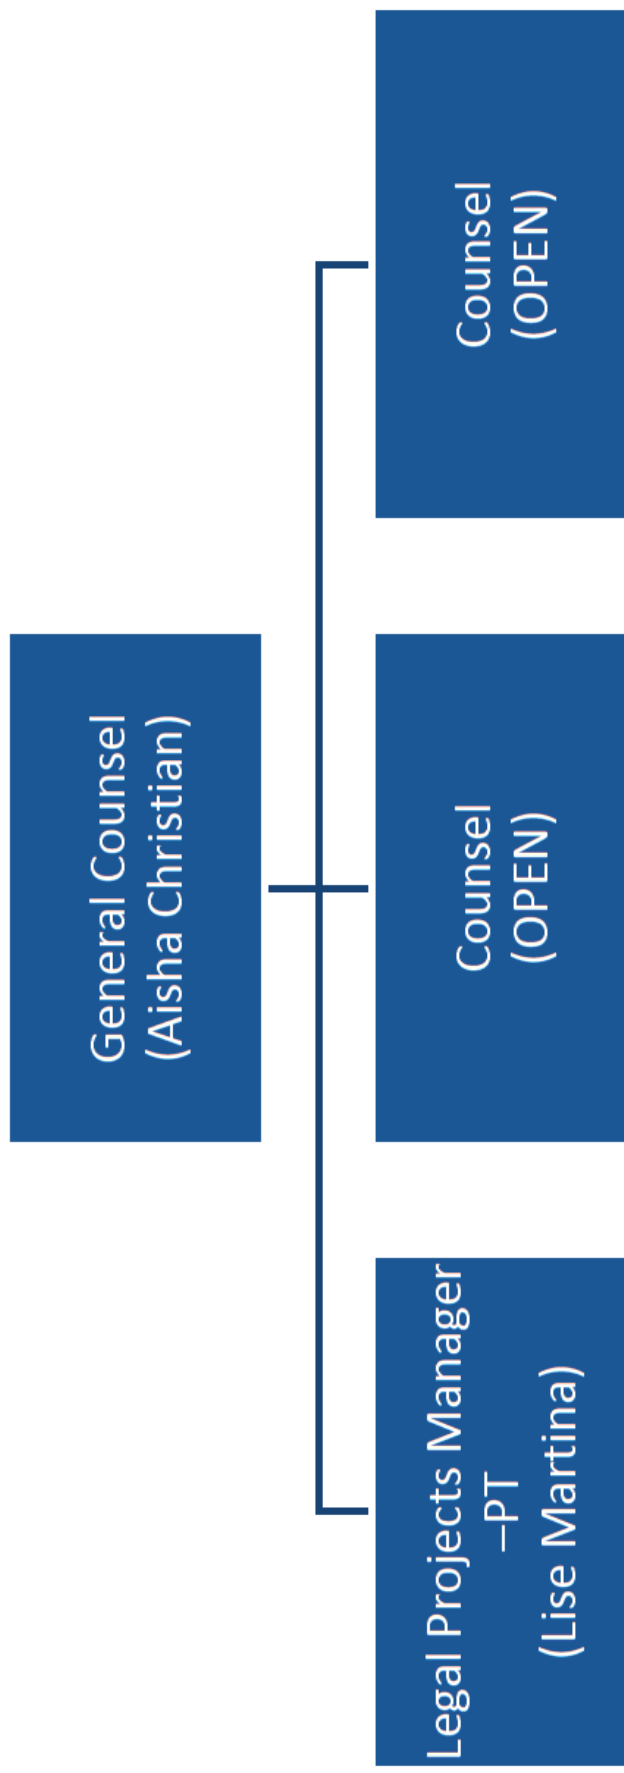 General Counsel
(Aisha Christian)
Legal Projects Manager
–PT
(Lise Martina)
Counsel
(OPEN)
Counsel
(OPEN)